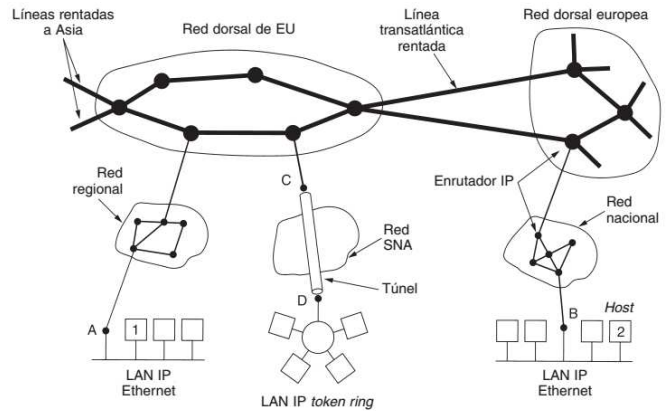 Líneas rentadas
a Asia
Red dorsal de EU
Línea
transatlántica
rentada
Red dorsal europea
Red
regional
C
Enrutador IP
Red
nacional
Red
SNA
Túnel
A
1
D
B
Host
2
LAN IP
Ethernet
LAN IP token ring
LAN IP
Ethernet